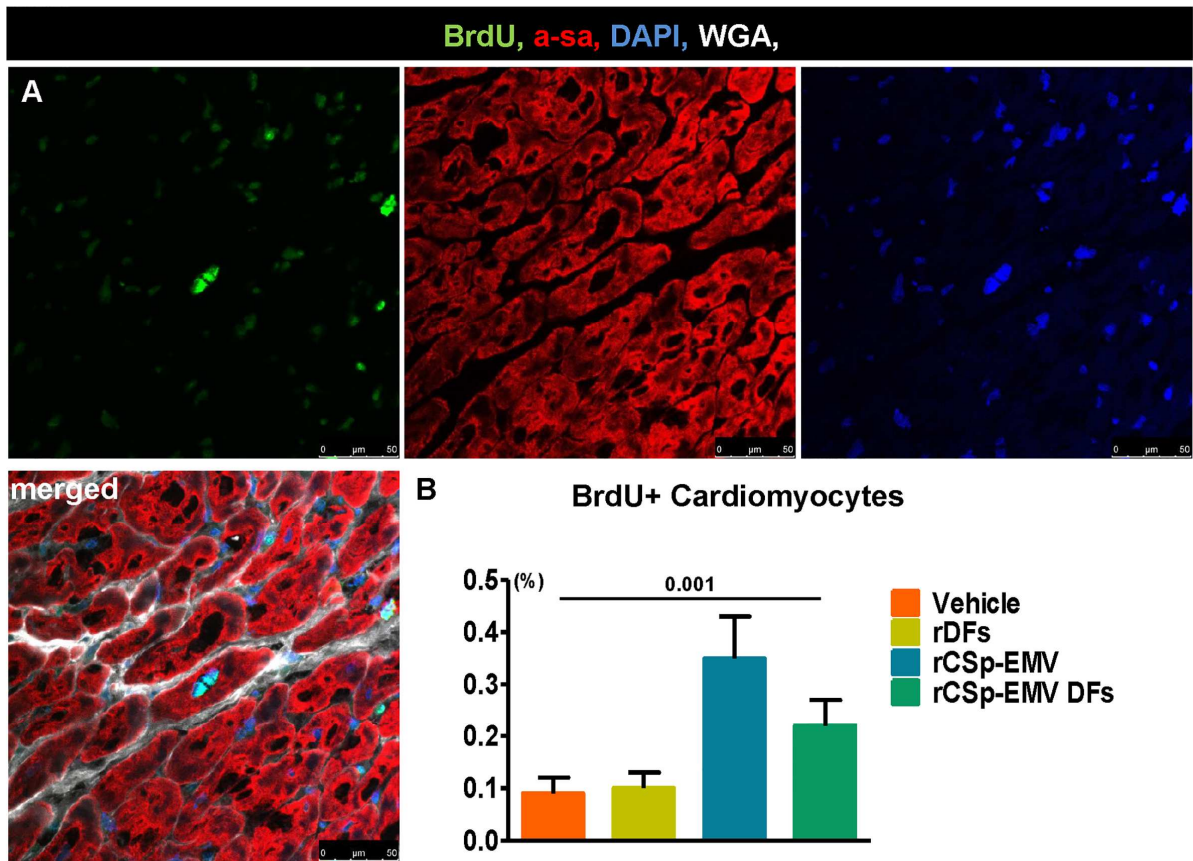 BrdU, a-sa, DAPI, WGA,
A
0 µm 50
0 µm 50
0 µm 50
merged
0 µm 50
B
BrdU+ Cardiomyocytes
(%)
0.001
0.5
0.4
0.3
0.2
0.1
0.0
Vehicle
rDFs
rCSp-EMV
rCSp-EMV DFs